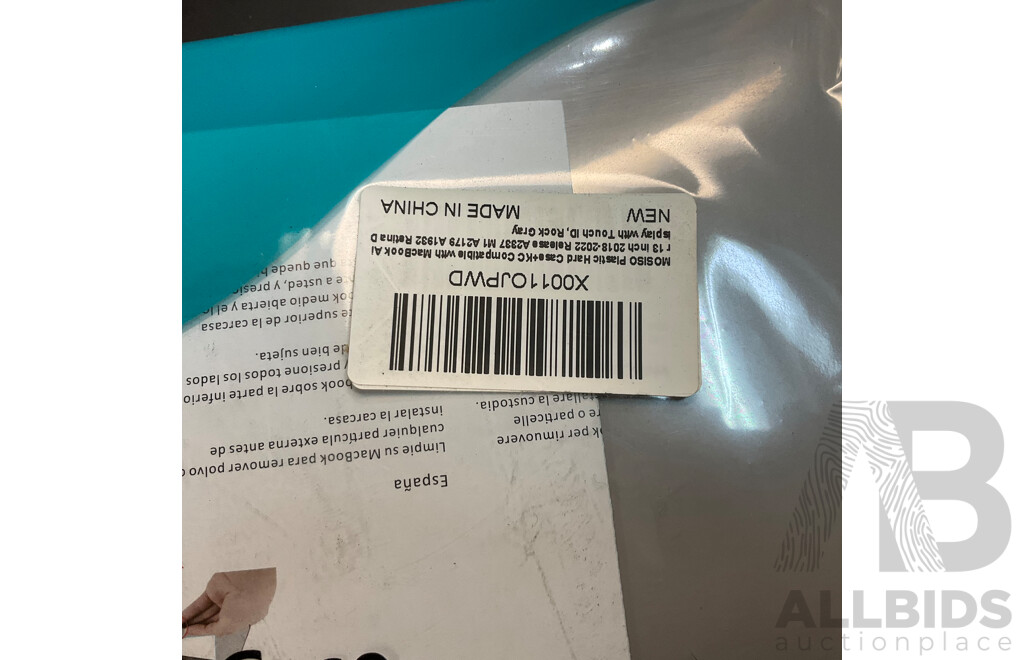 X0011OJPWD
MOSISO Plastic Hard Case+KC Compatible with MacBook Ai
r 13 inch 2018-2022 Release A2337 M1 A2179 A1932 Retina D
isplay with Touch ID, Rock Gray
NEW MADE IN CHINA
España
Limpie su MacBook para remover polvo
cualquier partícula externa antes de
instalar la carcasa.
sobre la parte inferio
y presione todos los lados
de bien sujeta.
superior de la carcasa
ook medio abierta y el lo
a usted, y presi
que quede bi
ok per rimuovere
re o particelle
tallare la custodia.
AB
ALLBIDS
auctionplace